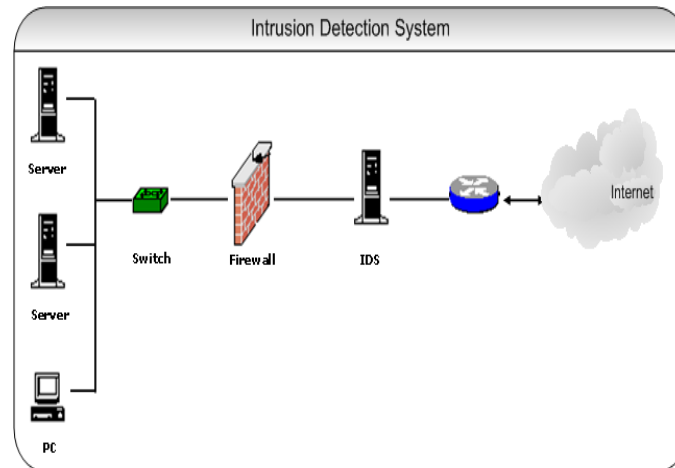 Intrusion Detection System
Server
Server
PC
Switch
Firewall
IDS
Internet